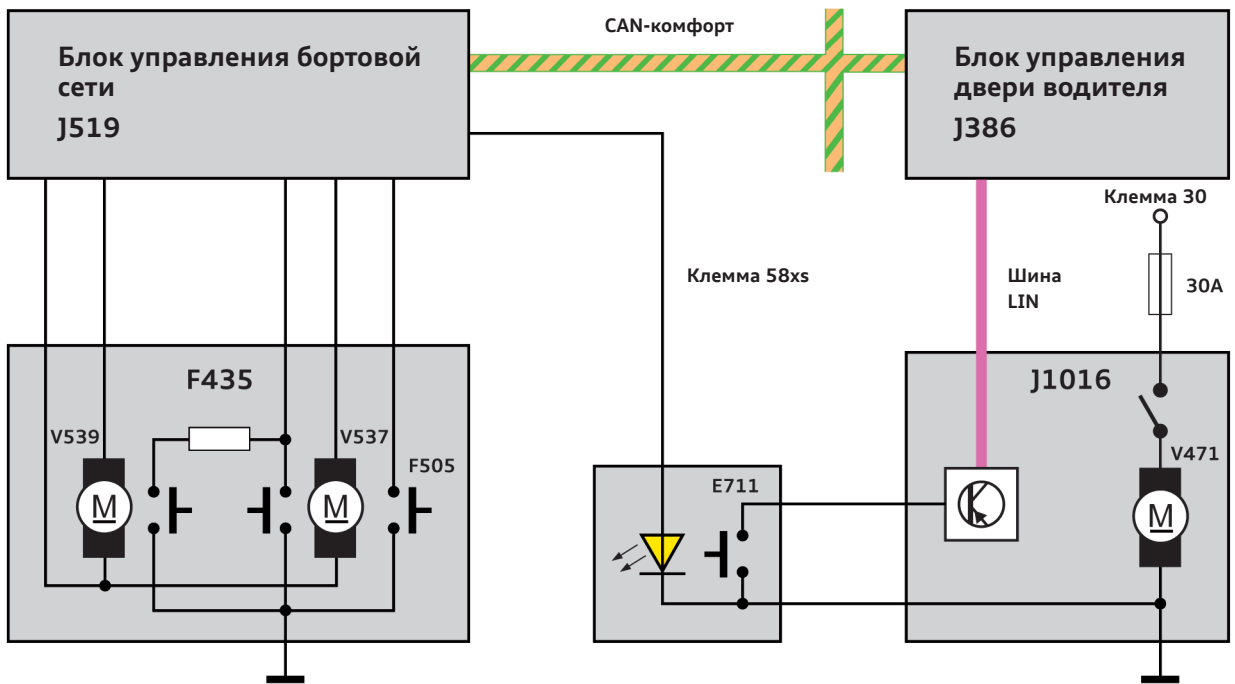 CAN-комфорт
Блок управления бортовой
сети
J519
Блок управления
двери водителя
J386
Клемма 30
Клемма 58xs
Шина
LIN
30A
F435
J1016
V539
V537
F505
V471
E711
M
M
M